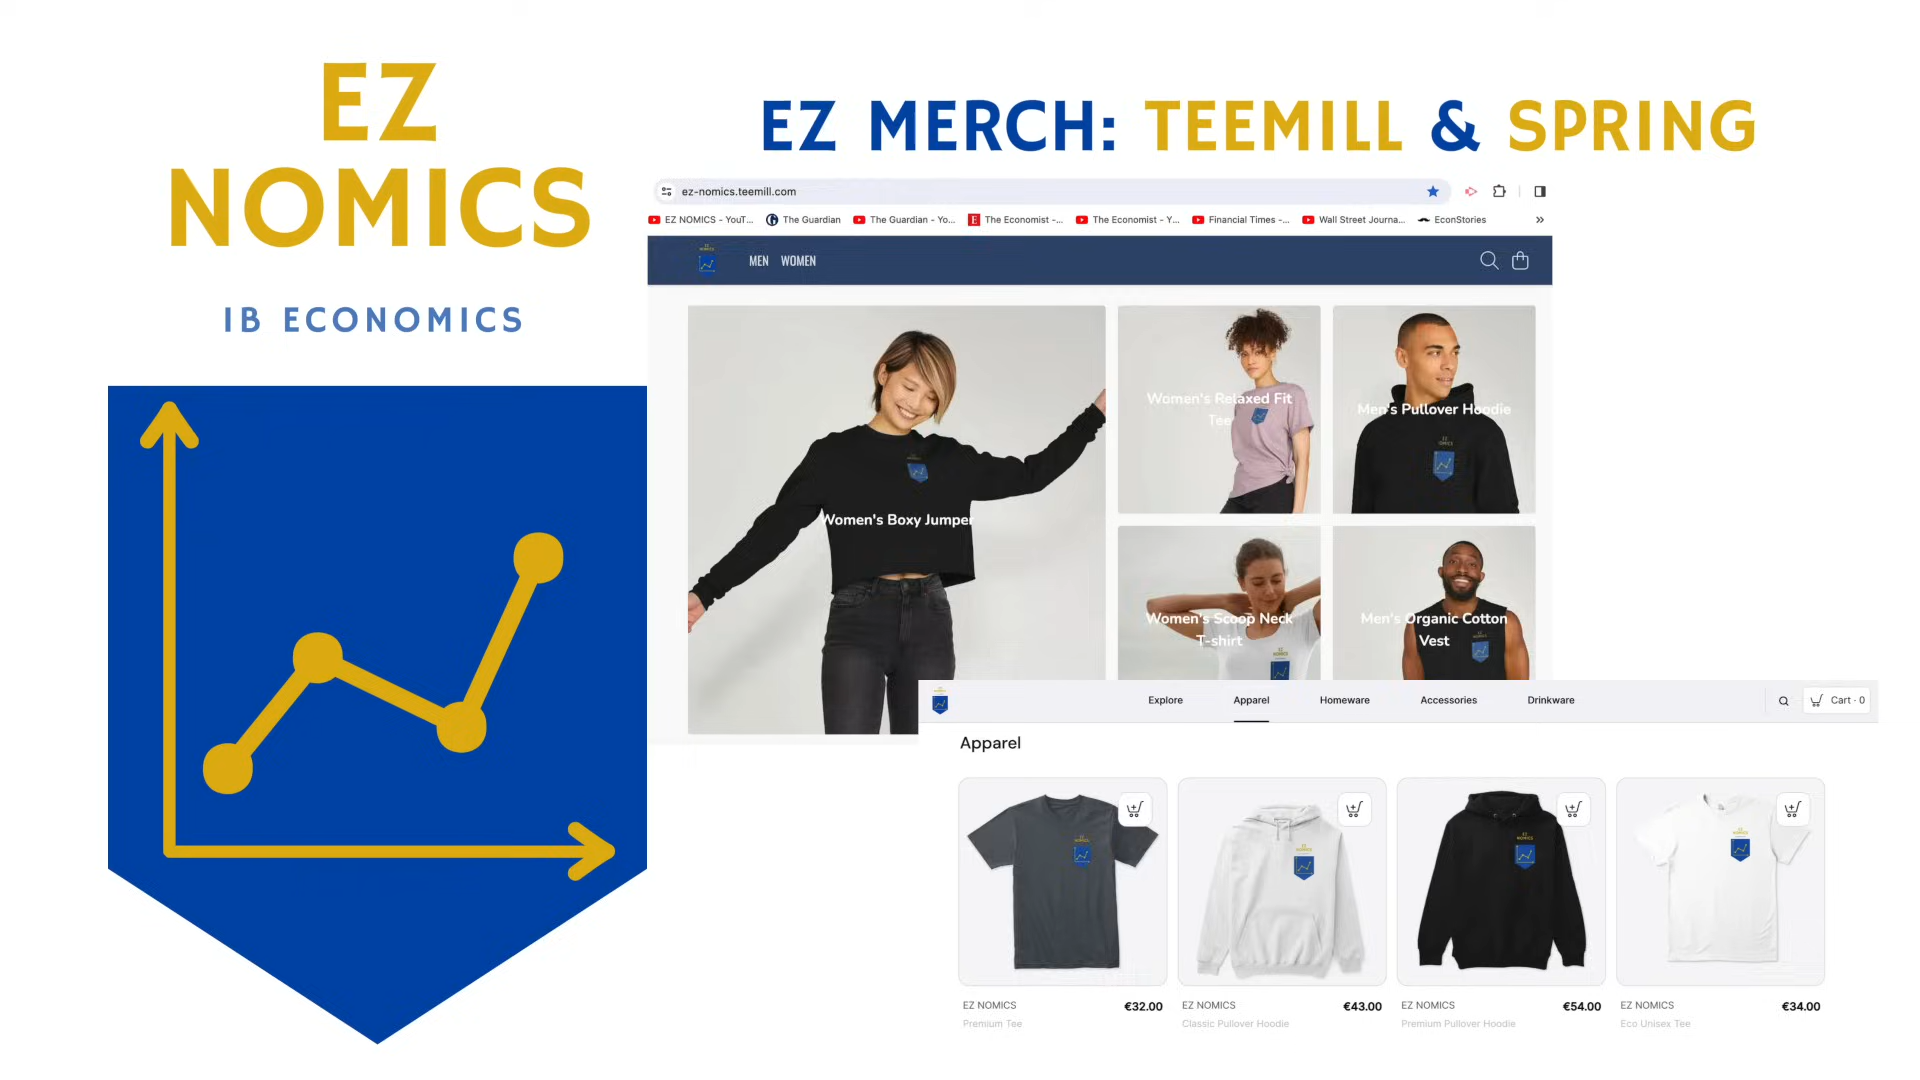 EZ
NOMICS
IB ECONOMICS
EZ MERCH: TEEMILL & SPRING
ez-nomics.teemill.com
EZ NOMICS - YouT...
The Guardian
The Guardian - Yo...
The Economist -...
The Economist - Y...
Financial Times -...
Wall Street Journa...
EconStories
MEN WOMEN
Women's Boxy Jumper
Women's Relaxed Fit
Tee
Men's Pullover Hoodie
Women's Scoop Neck
T-shirt
Men's Organic Cotton
Vest
Explore
Apparel
Homeware
Accessories
Drinkware
Cart · 0
Apparel
EZ NOMICS €32.00
Premium Tee
EZ NOMICS €43.00
Classic Pullover Hoodie
EZ NOMICS €54.00
Premium Pullover Hoodie
EZ NOMICS €34.00
Eco Unisex Tee